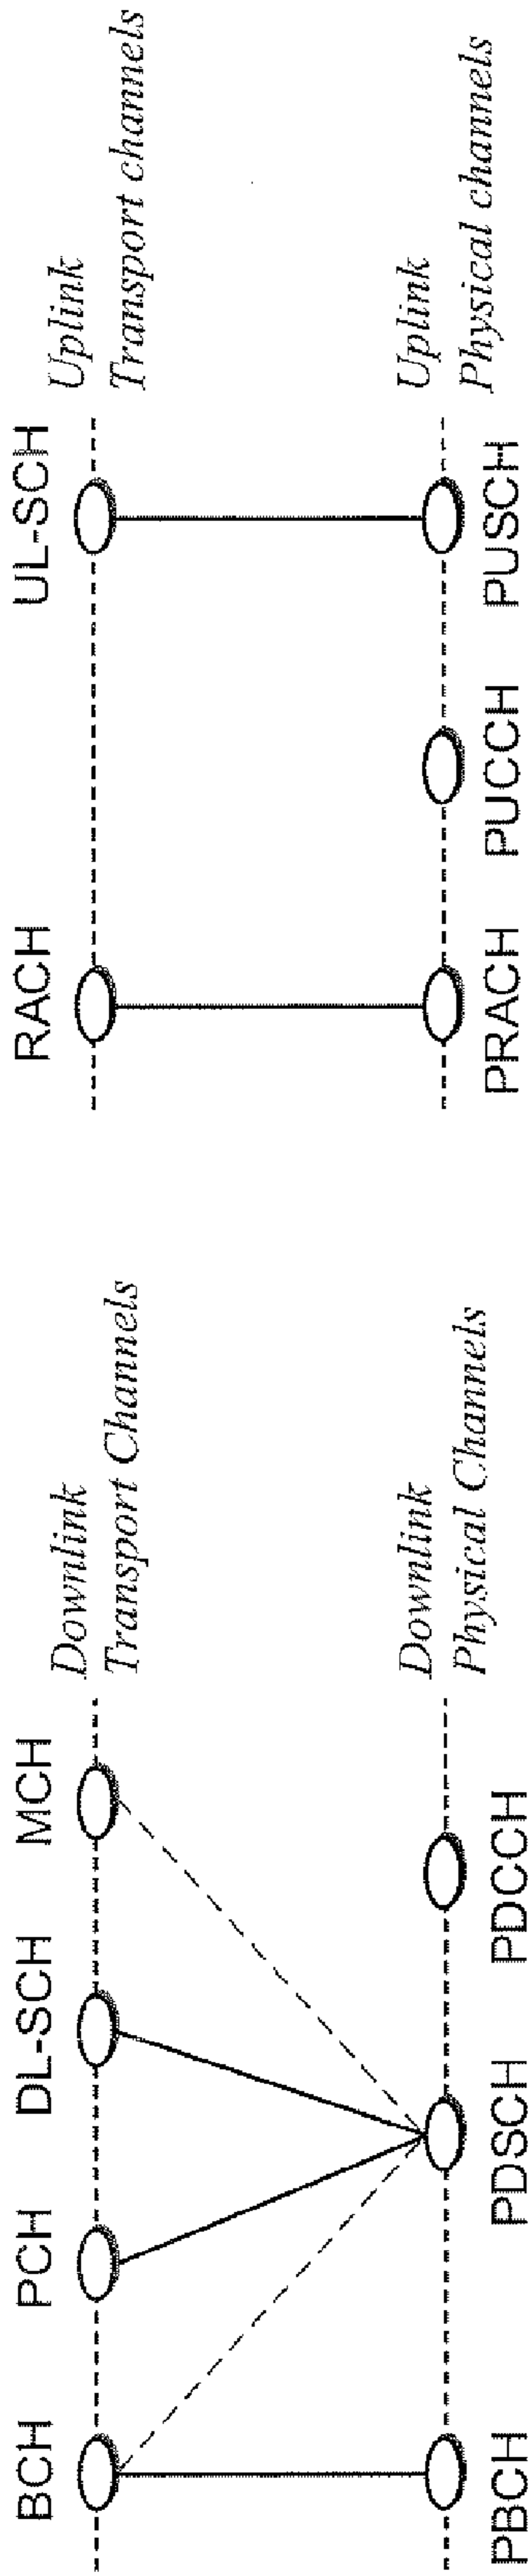 BCH
PCH
DL-SCH
MCH
Downlink
Transport Channels
PBCH
PDSCH
PDCCH
Downlink
Physical Channels
RACH
UL-SCH
Uplink
Transport channels
PRACH
PUCCH
PUSCH
Uplink
Physical channels